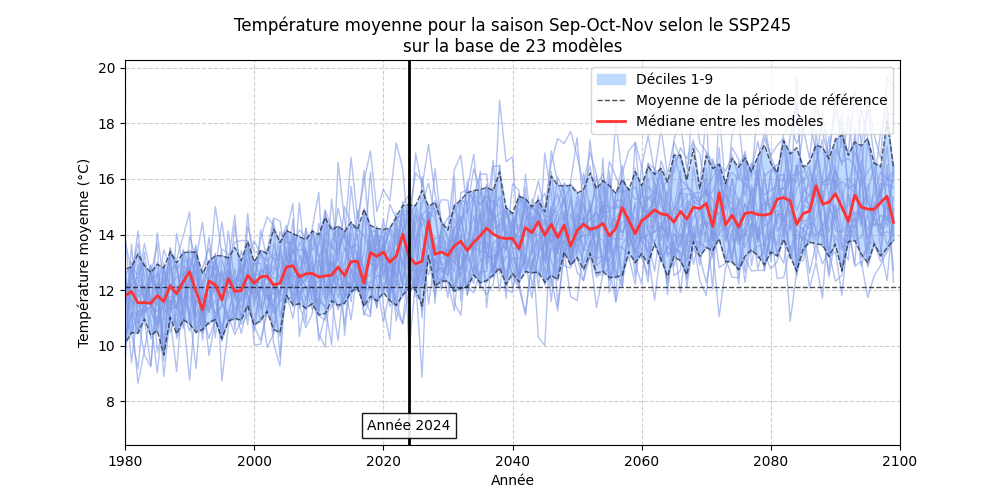 Température moyenne pour la saison Sep-Oct-Nov selon le SSP245
sur la base de 23 modèles
Déciles 1-9
Moyenne de la période de référence
Médiane entre les modèles
Température moyenne (°C)
20
18
16
14
12
10
8
Année 2024
1980
2000
2020
2040
2060
2080
2100
Année